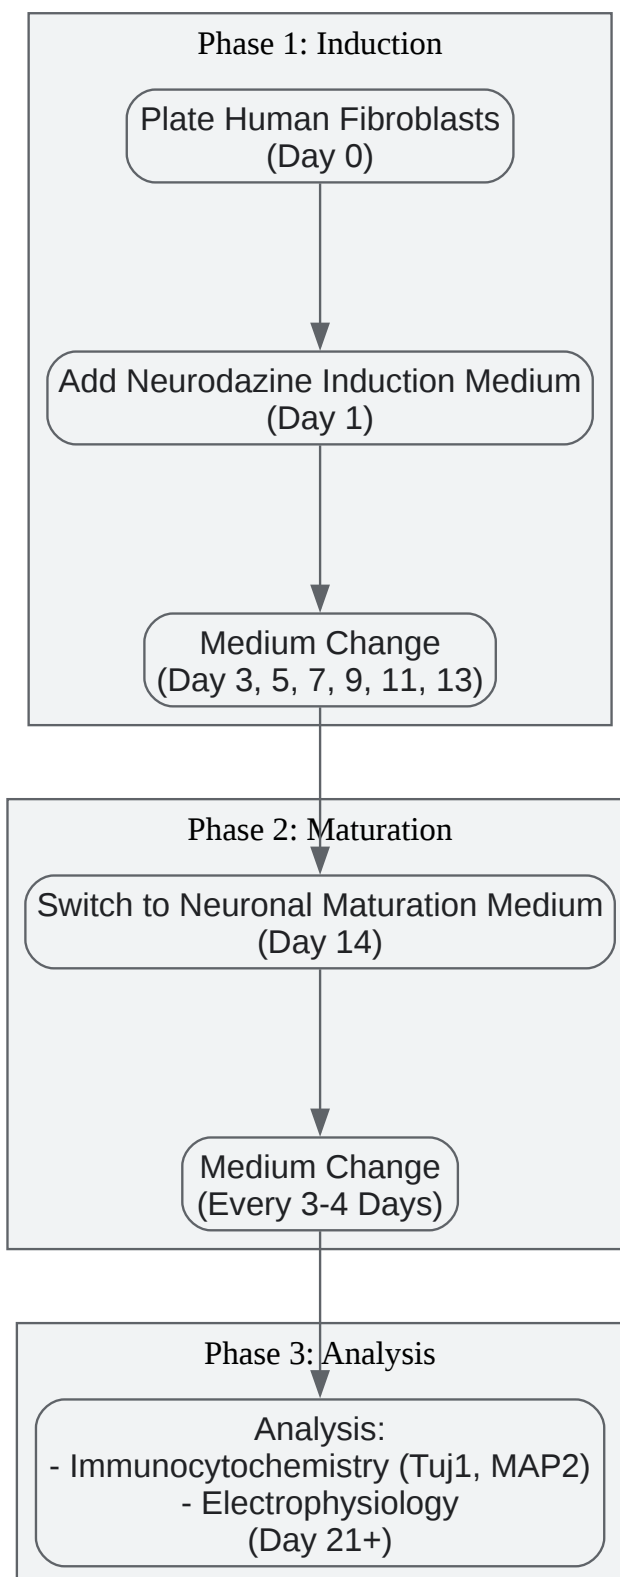 Phase 1: Induction
Plate Human Fibroblasts
(Day 0)
Add Neurodazine Induction Medium
(Day 1)
Medium Change
(Day 3, 5, 7, 9, 11, 13)
Phase 2: Maturation
Switch to Neuronal Maturation Medium
(Day 14)
Medium Change
(Every 3-4 Days)
Phase 3: Analysis
Analysis:
- Immunocytochemistry (Tuj1, MAP2)
- Electrophysiology
(Day 21+)